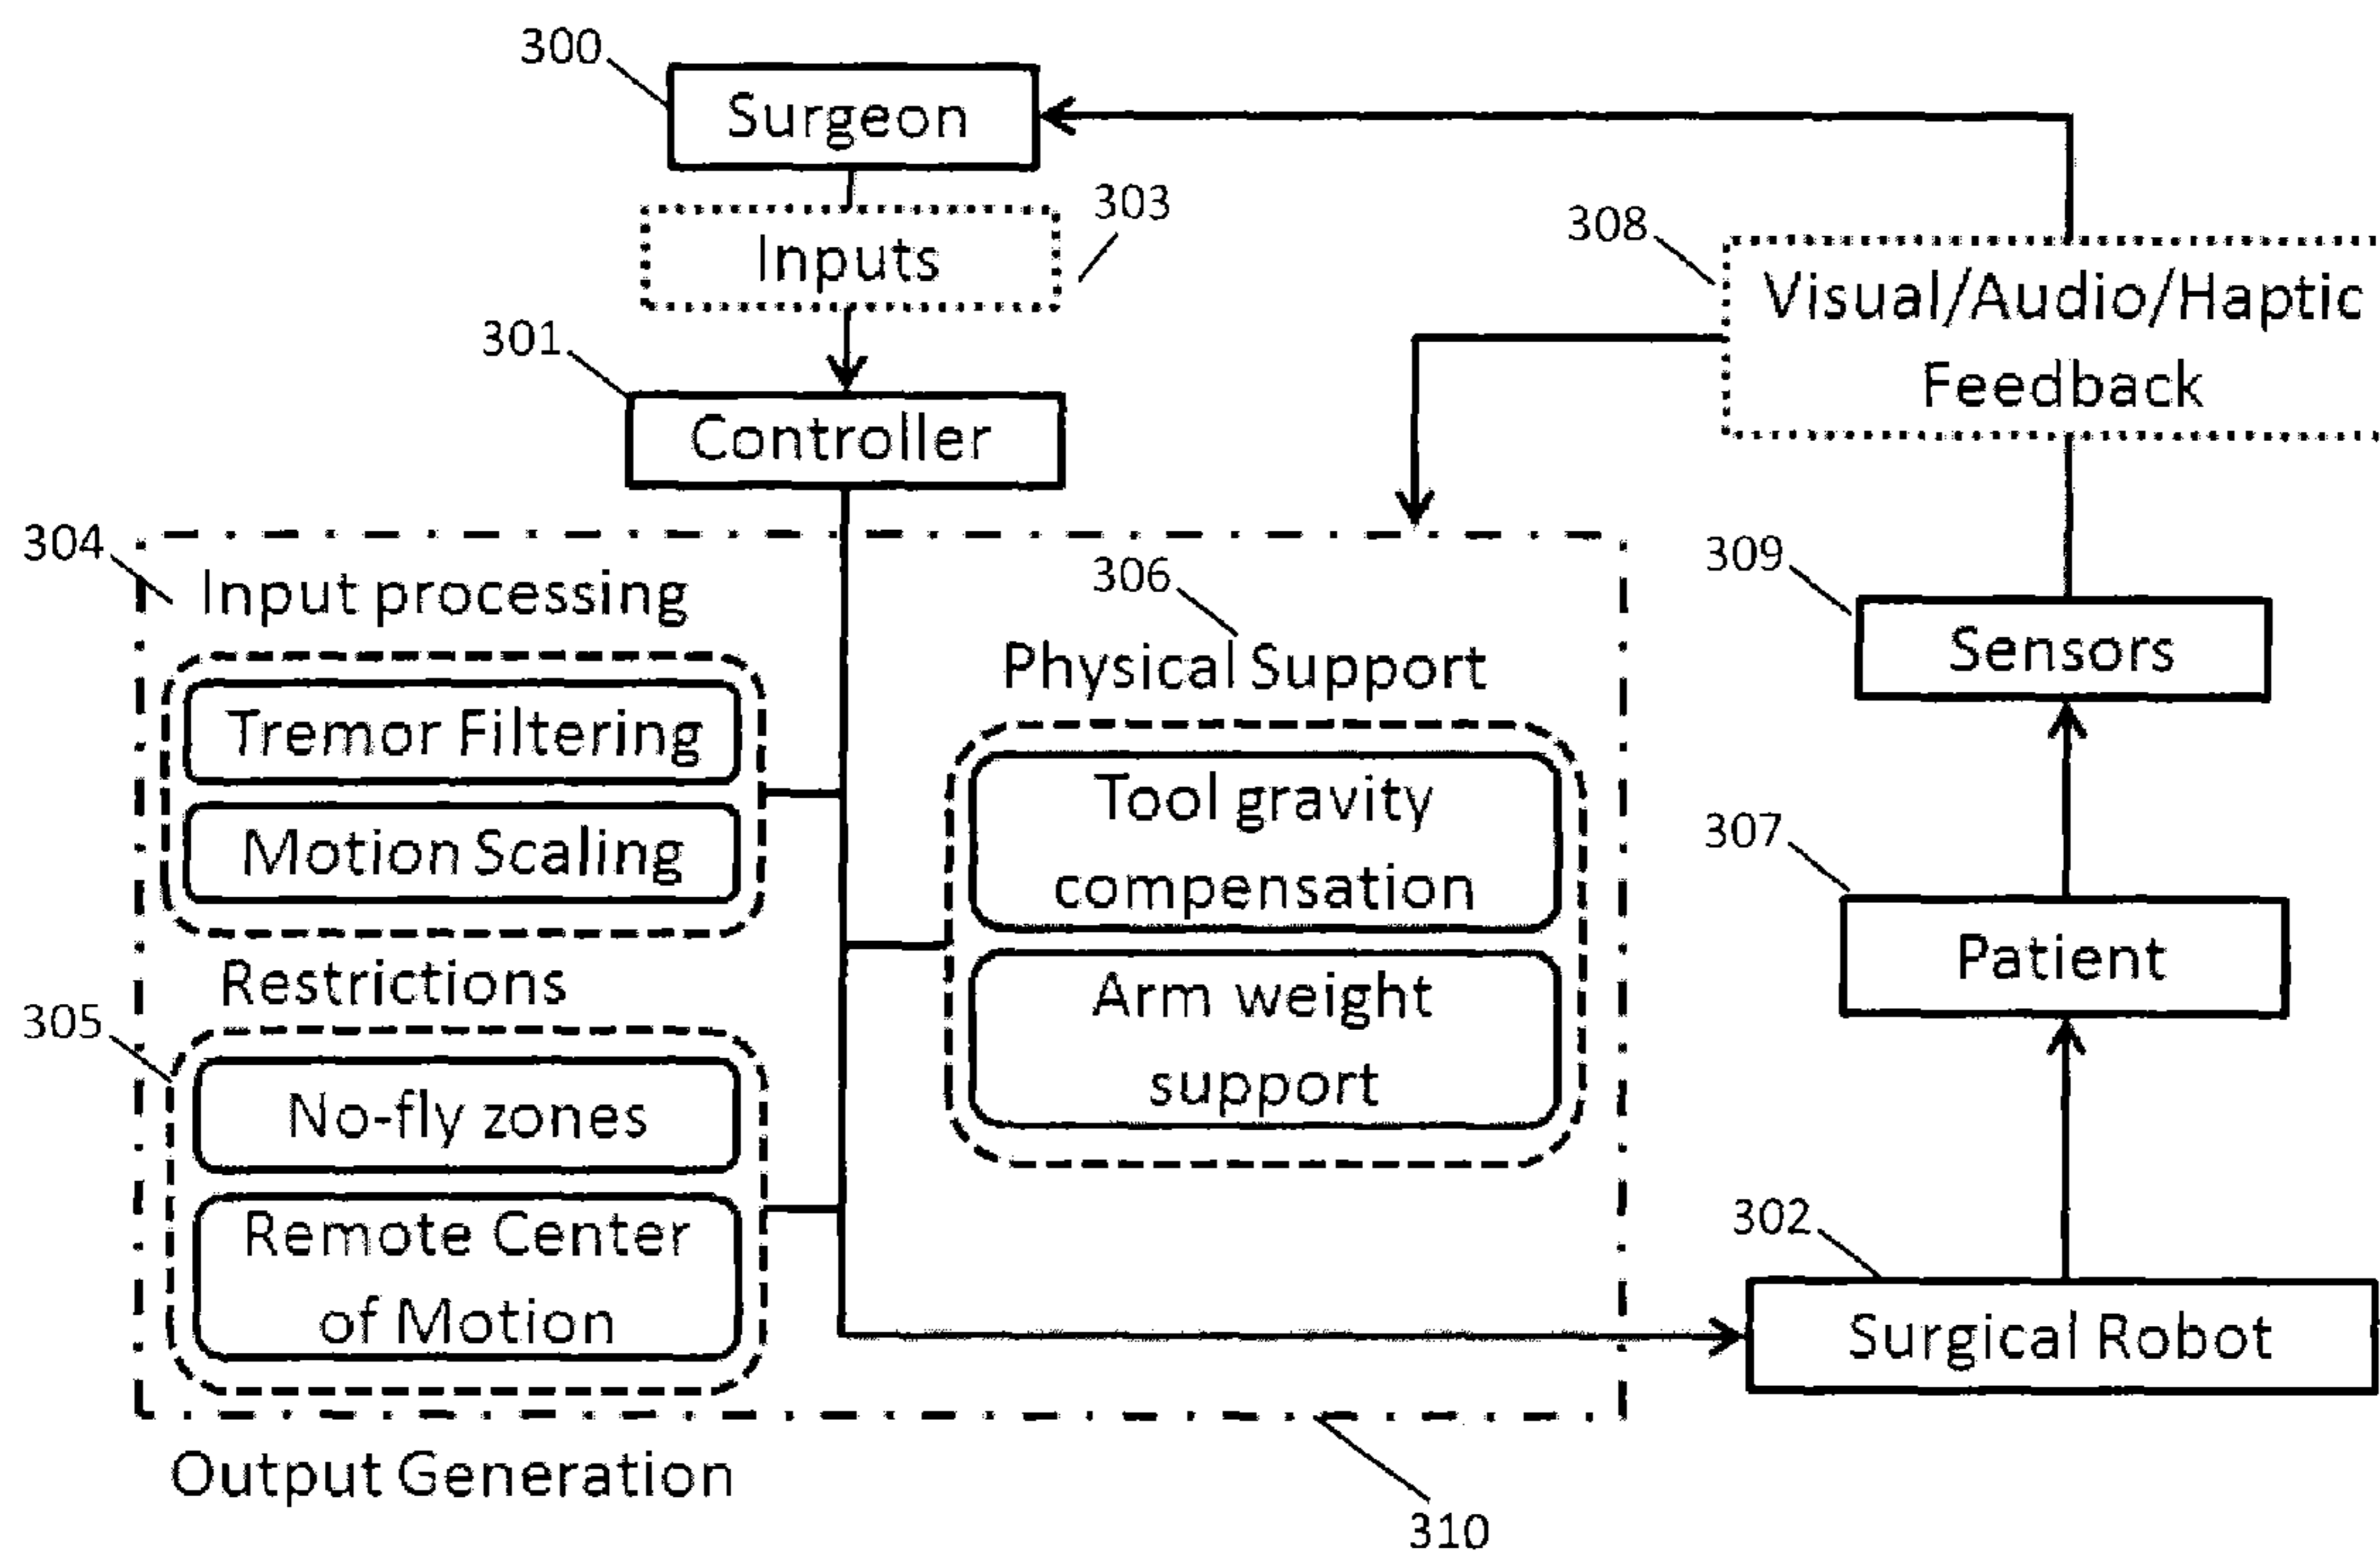 300
Surgeon
303
Inputs
308
Visual/Audio/Haptic
Feedback
301
Controller
304
Input processing
306
Physical Support
309
Sensors
Tremor Filtering
Motion Scaling
Tool gravity
compensation
307
Patient
Restrictions
305
Arm weight
support
No-fly zones
Remote Center
of Motion
302
Surgical Robot
Output Generation
310